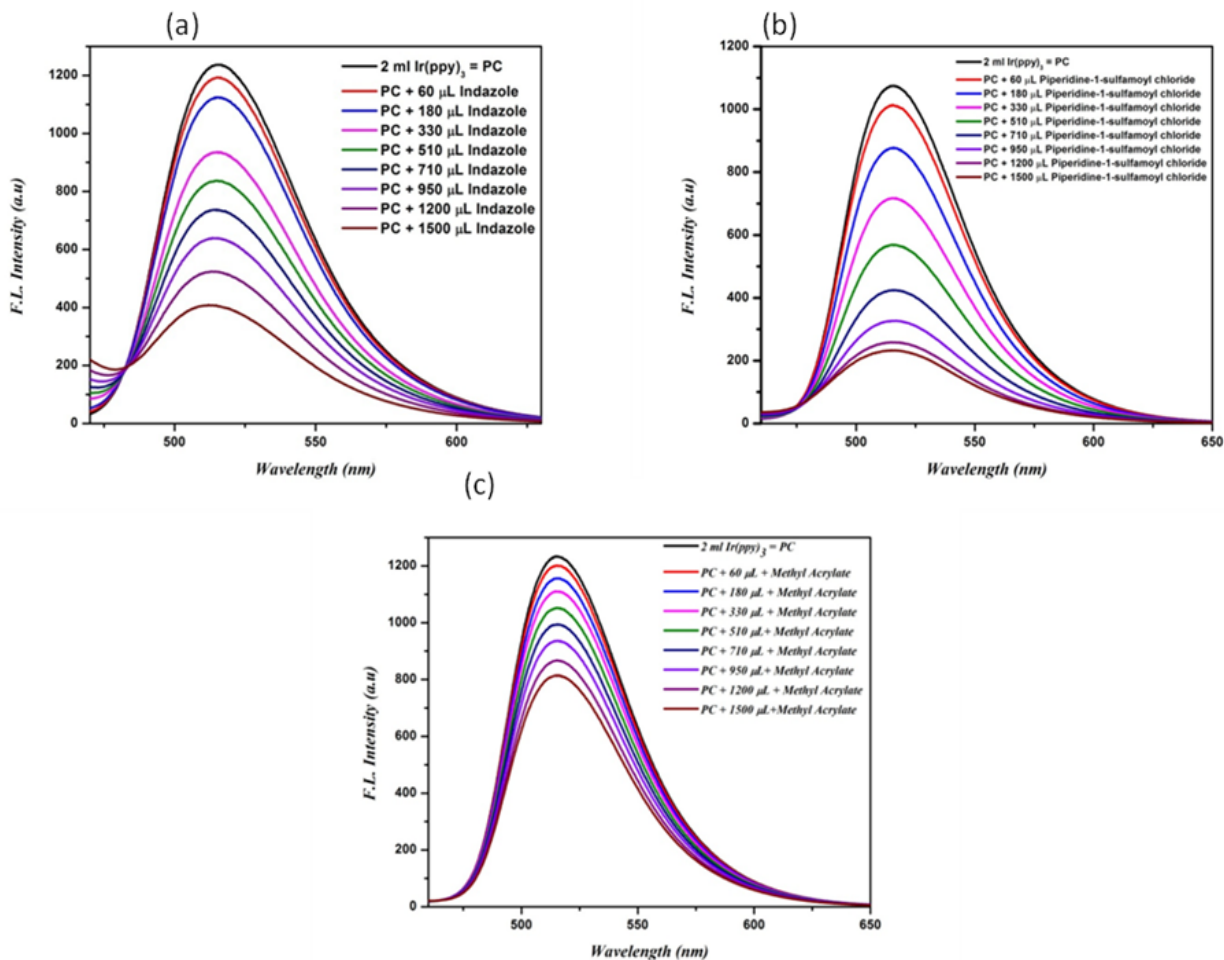 (a)
1200
1000
800
600
400
200
0
F.L. Intensity (a.u)
500
550
600
Wavelength (nm)
2 ml Ir(ppy)₃ = PC
PC + 60 μL Indazole
PC + 180 μL Indazole
PC + 330 μL Indazole
PC + 510 μL Indazole
PC + 710 μL Indazole
PC + 950 μL Indazole
PC + 1200 μL Indazole
PC + 1500 μL Indazole
(b)
1200
1000
800
600
400
200
0
F.L. Intensity (a.u)
500
550
600
650
Wavelength (nm)
2 ml Ir(ppy)₃ = PC
PC + 60 μL Piperidine-1-sulfamoyl chloride
PC + 180 μL Piperidine-1-sulfamoyl chloride
PC + 330 μL Piperidine-1-sulfamoyl chloride
PC + 510 μL Piperidine-1-sulfamoyl chloride
PC + 710 μL Piperidine-1-sulfamoyl chloride
PC + 950 μL Piperidine-1-sulfamoyl chloride
PC + 1200 μL Piperidine-1-sulfamoyl chloride
PC + 1500 μL Piperidine-1-sulfamoyl chloride
(c)
1200
1000
800
600
400
200
0
F.L. Intensity (a.u)
500
550
600
650
Wavelength (nm)
2 ml Ir(ppy)₃ = PC
PC + 60 μL + Methyl Acrylate
PC + 180 μL + Methyl Acrylate
PC + 330 μL + Methyl Acrylate
PC + 510 μL+ Methyl Acrylate
PC + 710 μL + Methyl Acrylate
PC + 950 μL+ Methyl Acrylate
PC + 1200 μL + Methyl Acrylate
PC + 1500 μL+Methyl Acrylate